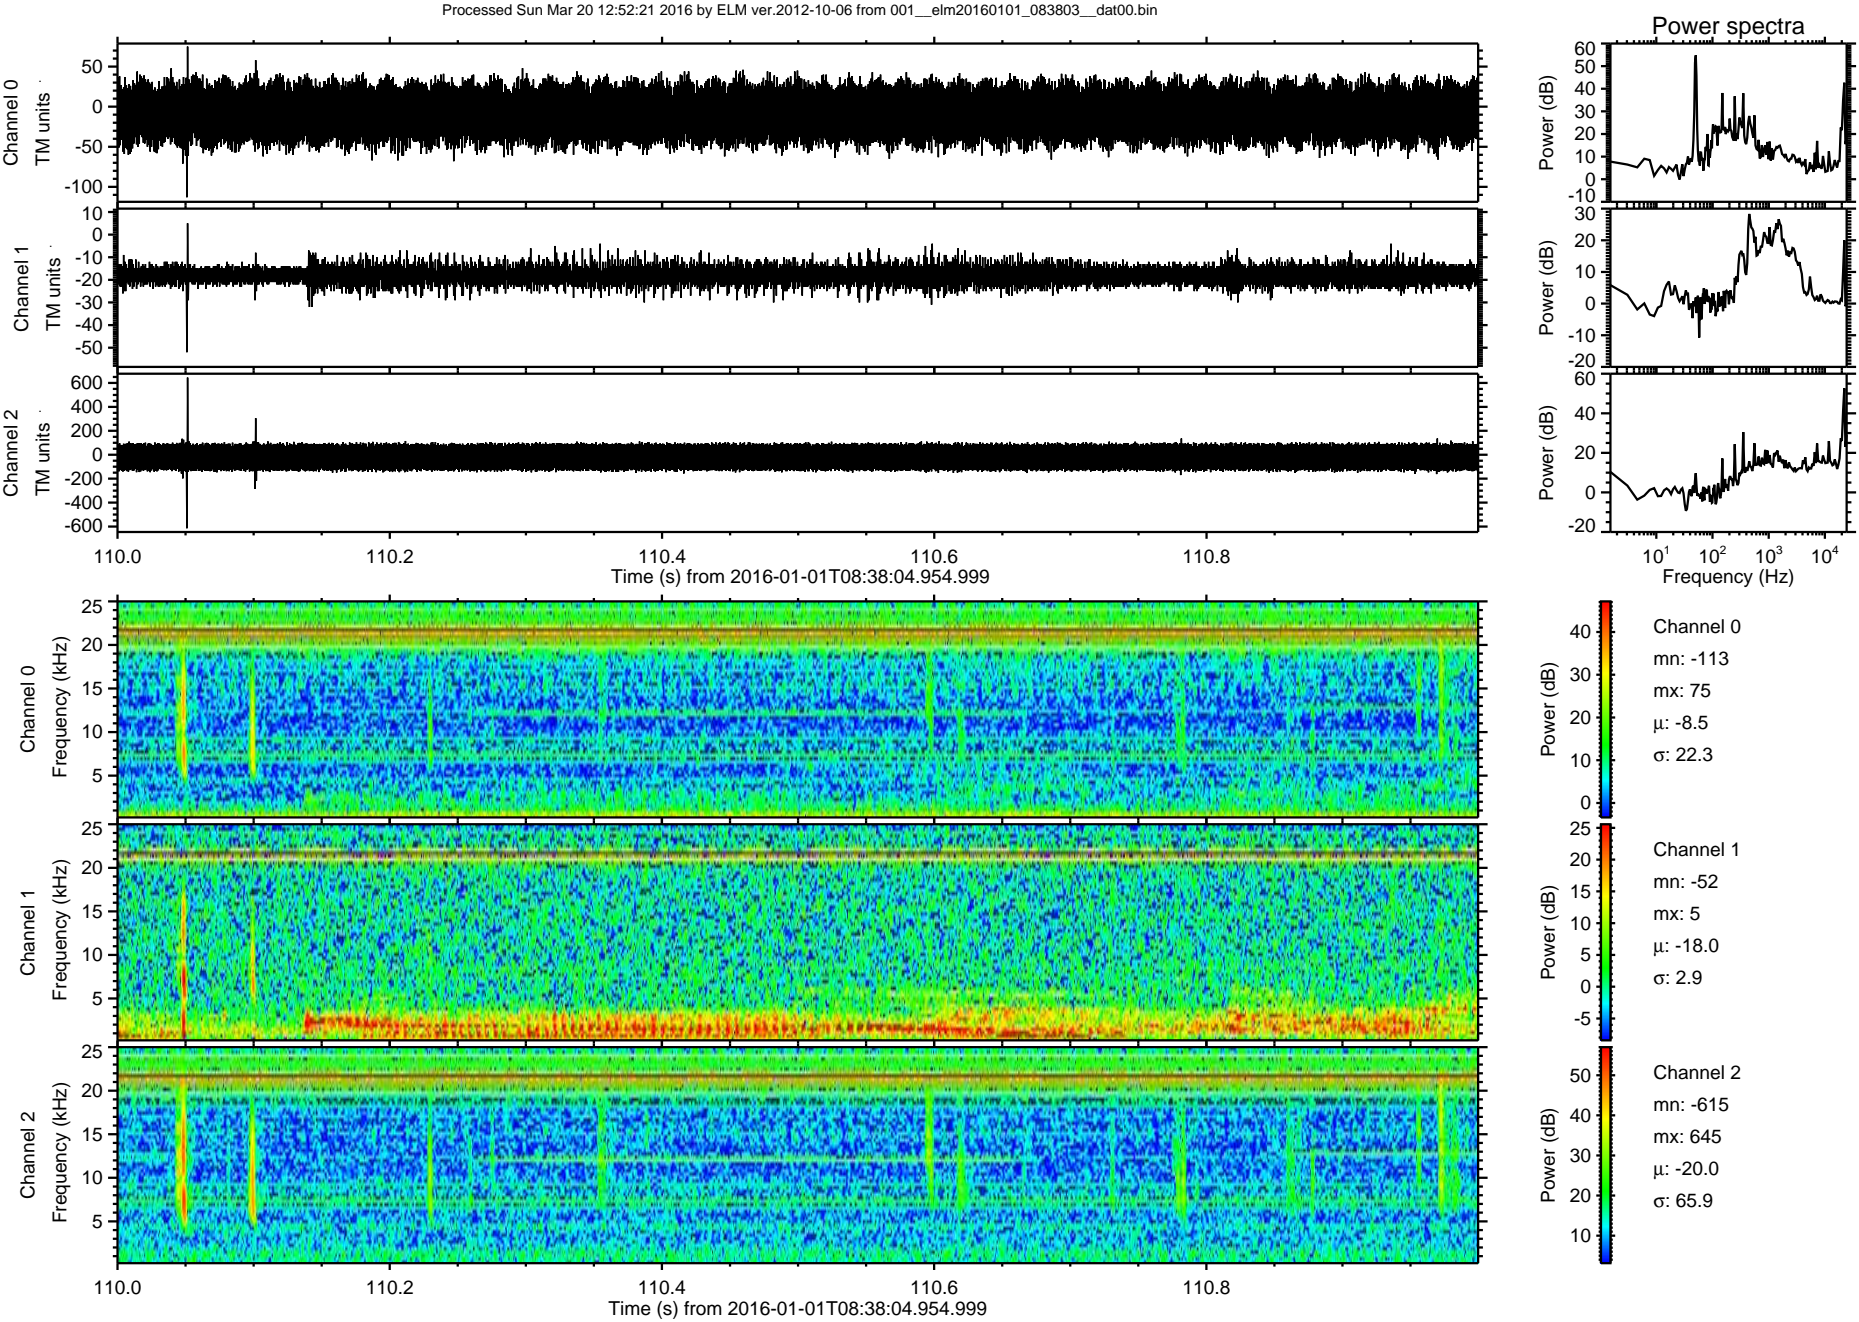 Processed Sun Mar 20 12:52:21 2016 by ELM ver.2012-10-06 from 001__elm20160101_083803__dat00.bin
Power spectra
Channel 0
TM units
50
0
-50
-100
Power (dB)
60
50
40
30
20
10
0
-10
Channel 1
TM units
10
0
-10
-20
-30
-40
-50
Power (dB)
30
20
10
0
-10
-20
Channel 2
TM units
600
400
200
0
-200
-400
-600
Power (dB)
60
40
20
0
-20
110.0 110.2 110.4 110.6 110.8
Time (s) from 2016-01-01T08:38:04.954.999
10^1 10^2 10^3 10^4
Frequency (Hz)
Channel 0
Frequency (kHz)
25
20
15
10
5
Power (dB)
40
30
20
10
0
Channel 0
mn: -113
mx: 75
μ: -8.5
σ: 22.3
Channel 1
Frequency (kHz)
25
20
15
10
5
Power (dB)
25
20
15
10
5
0
-5
Channel 1
mn: -52
mx: 5
μ: -18.0
σ: 2.9
Channel 2
Frequency (kHz)
25
20
15
10
5
Power (dB)
50
40
30
20
10
Channel 2
mn: -615
mx: 645
μ: -20.0
σ: 65.9
110.0 110.2 110.4 110.6 110.8
Time (s) from 2016-01-01T08:38:04.954.999